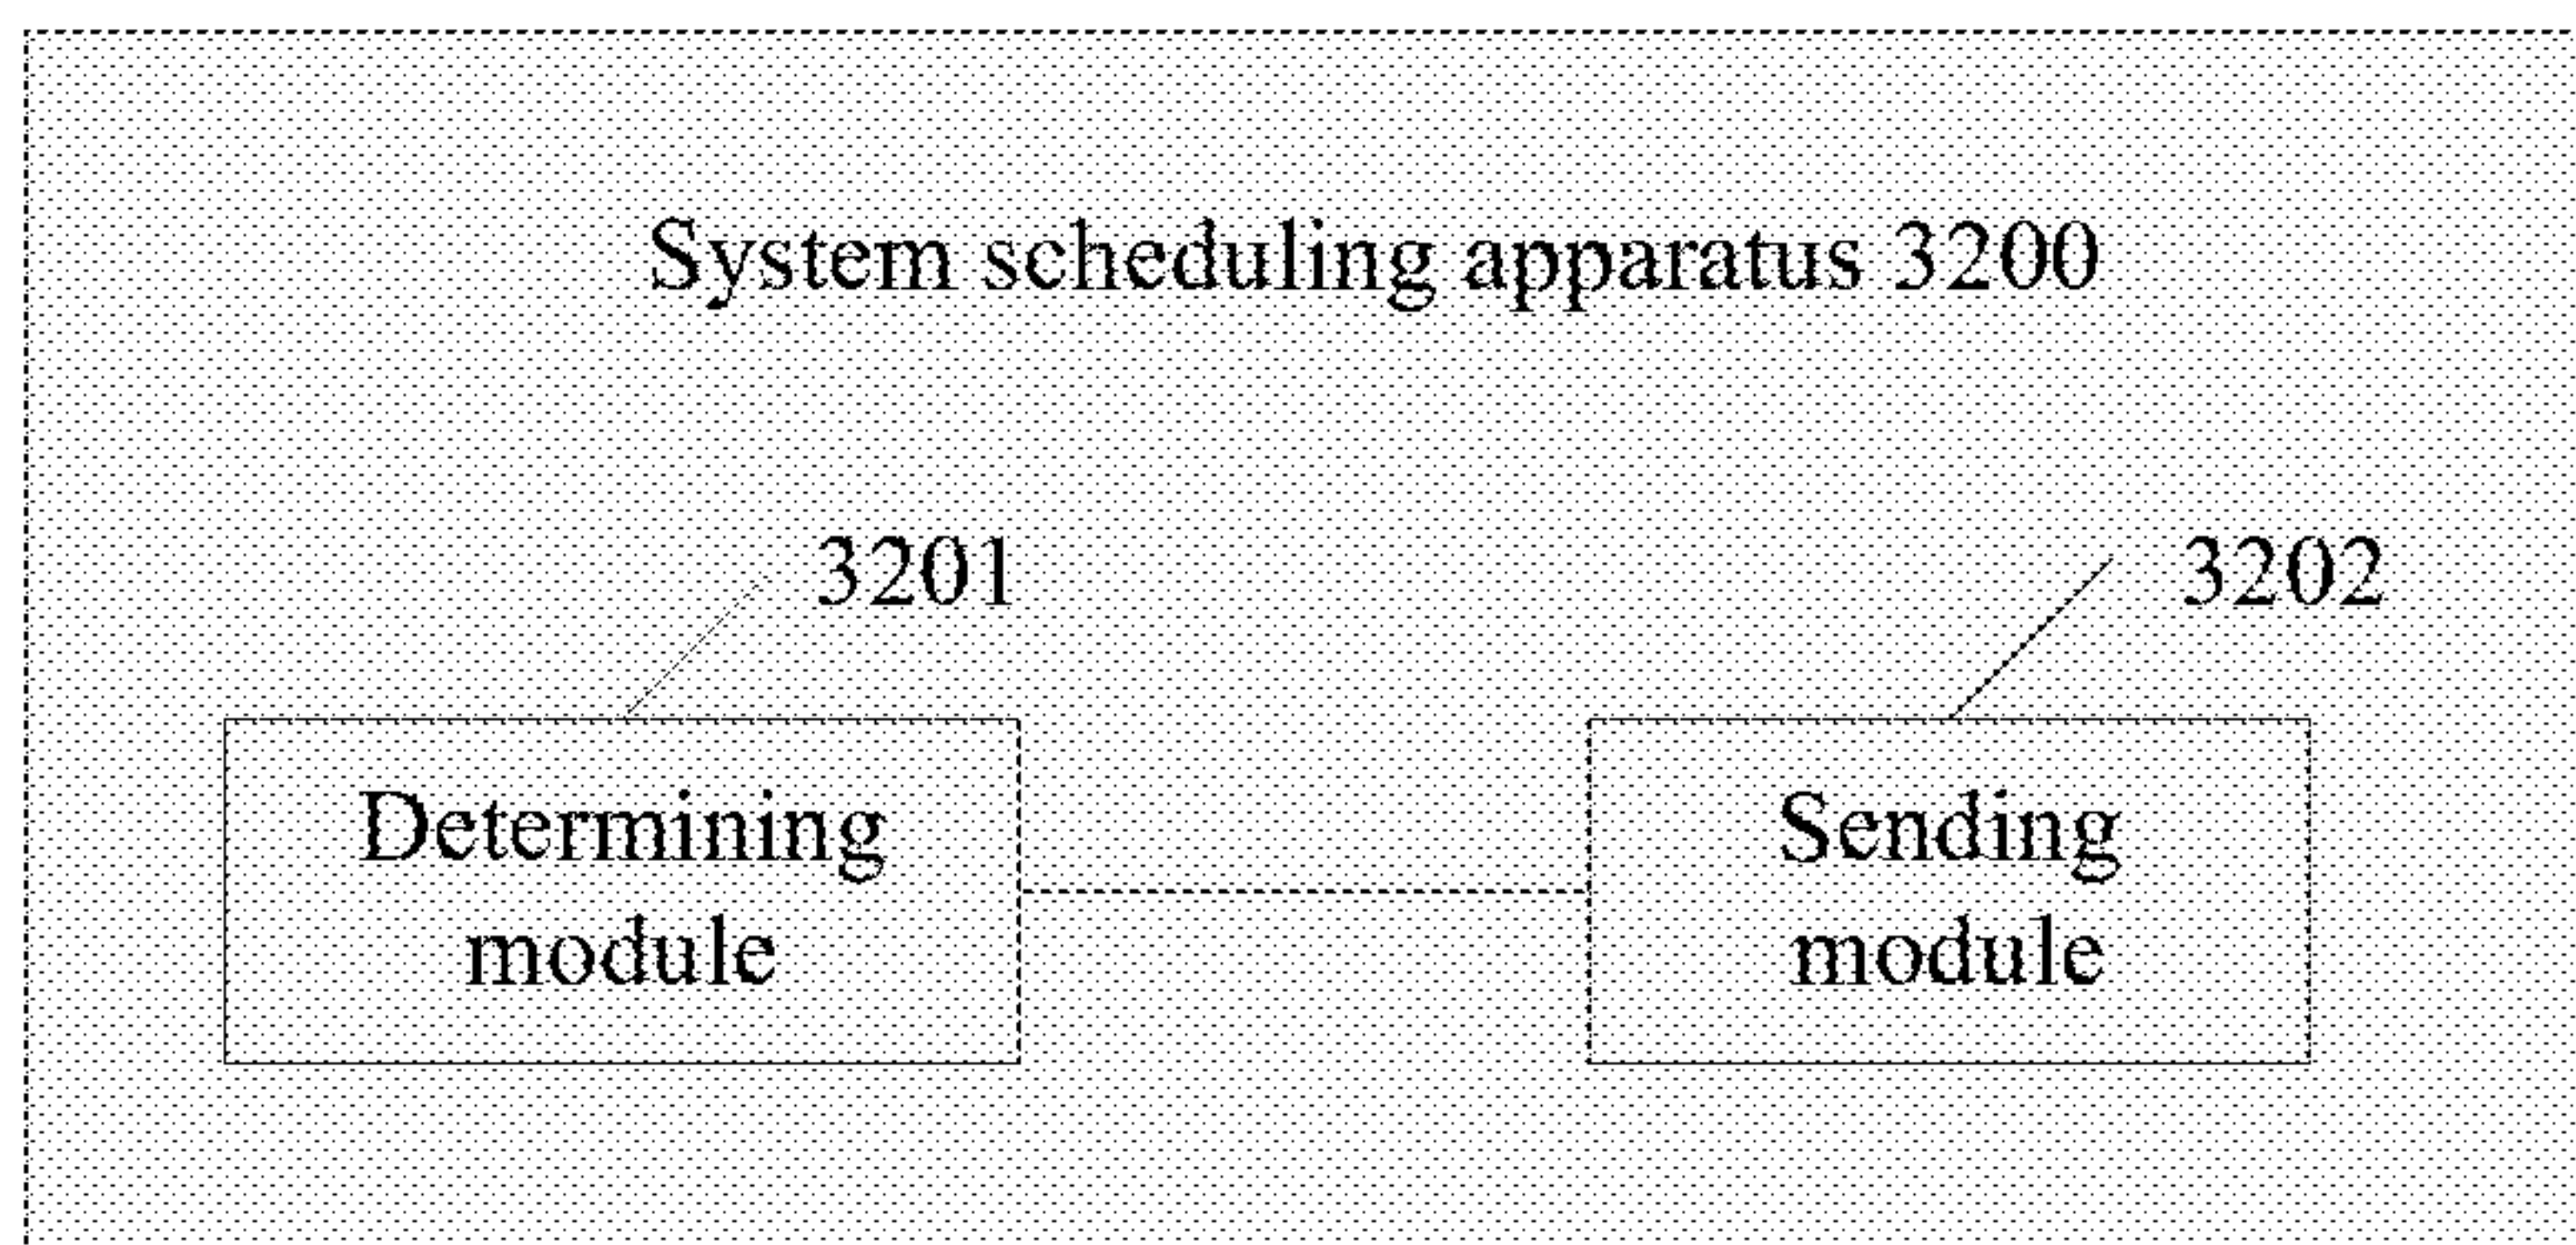 System scheduling apparatus 3200
3201
3202
Determining
module
Sending
module